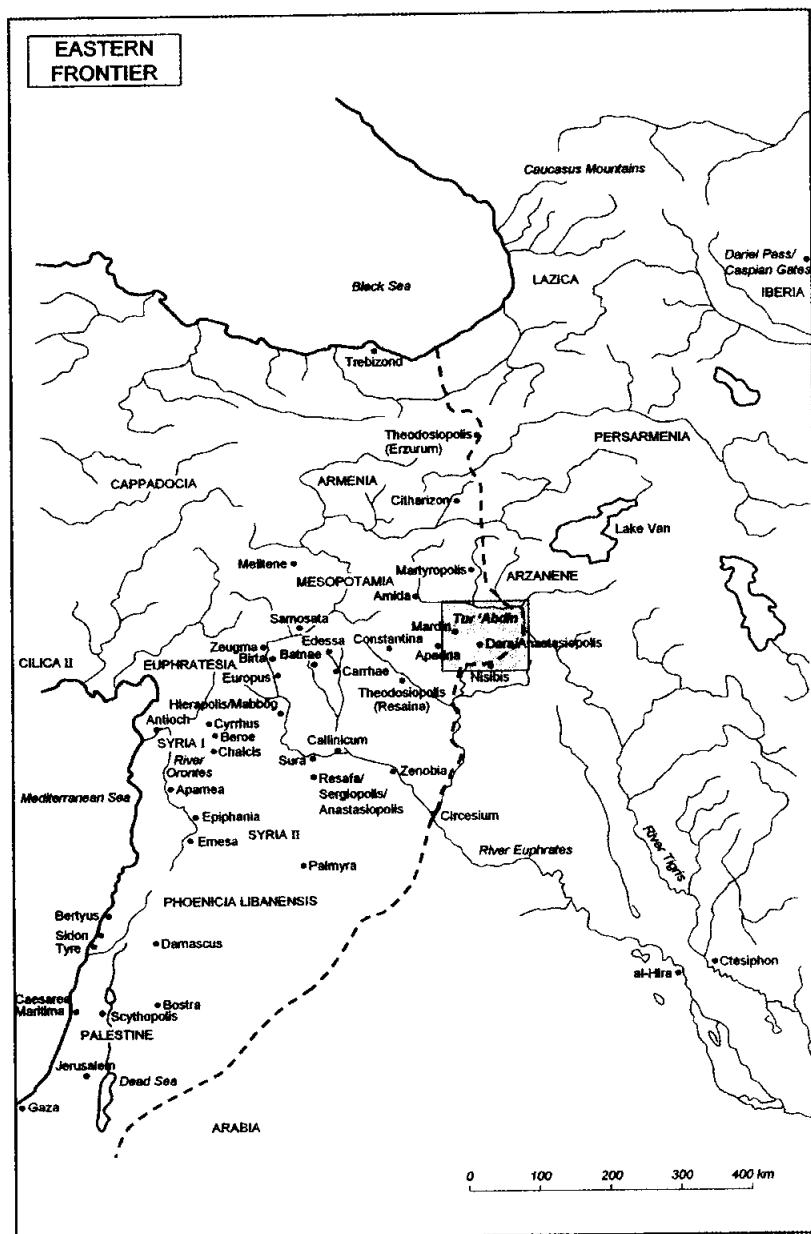 EASTERN
FRONTIER
Caucasus Mountains
Dariel Pass/
Caspian Gates
IBERIA
LAZICA
Black Sea
Trebizond
Theodosiopolis
(Erzurum)
PERSARMENIA
CAPPADOCIA
ARMENIA
Citharizon
Lake Van
Melitene
MESOPOTAMIA
Martyropolis
ARZANENE
Amida
Tur 'Abdin
Mardin
Samosata
Edessa
Constantina
Dara/Anastasiopolis
Zeugma
Birta
Batnae
Apadna
CILICA II
EUPHRATESIA
Europus
Carrhae
Nisibis
Theodosiopolis
(Resaina)
Hierapolis/Mabbog
Antioch
Cyrrhus
SYRIA I
Beroe
Chalcis
River
Orontes
Callinicum
Sura
Zenobia
Resafa/
Sergiopolis/
Anastasiopolis
Mediterranean Sea
Apamea
Epiphania
Circesium
SYRIA II
Emesa
River Euphrates
River Tigris
Palmyra
PHOENICIA LIBANENSIS
Bertyus
Sidon
Tyre
Damascus
Ctesiphon
al-Hira
Caesarea
Maritima
Bostra
Scythopolis
PALESTINE
Jerusalem
Dead Sea
Gaza
ARABIA
0 100 200 300 400 km